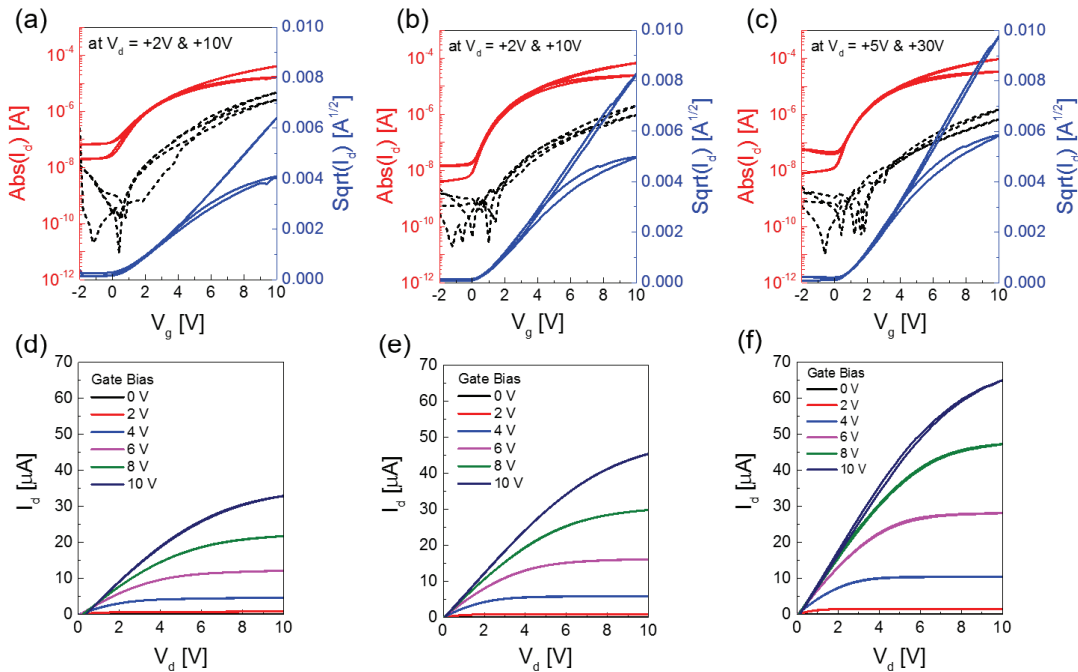 (a)
at V_d = +2V & +10V
Abs(I_d) [A]
10^-4
10^-6
10^-8
10^-10
10^-12
0.010
0.008
0.006
0.004
0.002
0.000
Sqrt(I_d) [A^1/2]
-2 0 2 4 6 8 10
V_g [V]
(b)
at V_d = +2V & +10V
Abs(I_d) [A]
10^-4
10^-6
10^-8
10^-10
10^-12
0.010
0.008
0.006
0.004
0.002
0.000
Sqrt(I_d) [A^1/2]
-2 0 2 4 6 8 10
V_g [V]
(c)
at V_d = +5V & +30V
Abs(I_d) [A]
10^-4
10^-6
10^-8
10^-10
10^-12
0.010
0.008
0.006
0.004
0.002
0.000
Sqrt(I_d) [A^1/2]
-2 0 2 4 6 8 10
V_g [V]
(d)
I_d [μA]
70
60
50
40
30
20
10
0
Gate Bias
0 V
2 V
4 V
6 V
8 V
10 V
0 2 4 6 8 10
V_d [V]
(e)
I_d [μA]
70
60
50
40
30
20
10
0
Gate Bias
0 V
2 V
4 V
6 V
8 V
10 V
0 2 4 6 8 10
V_d [V]
(f)
I_d [μA]
70
60
50
40
30
20
10
0
Gate Bias
0 V
2 V
4 V
6 V
8 V
10 V
0 2 4 6 8 10
V_d [V]